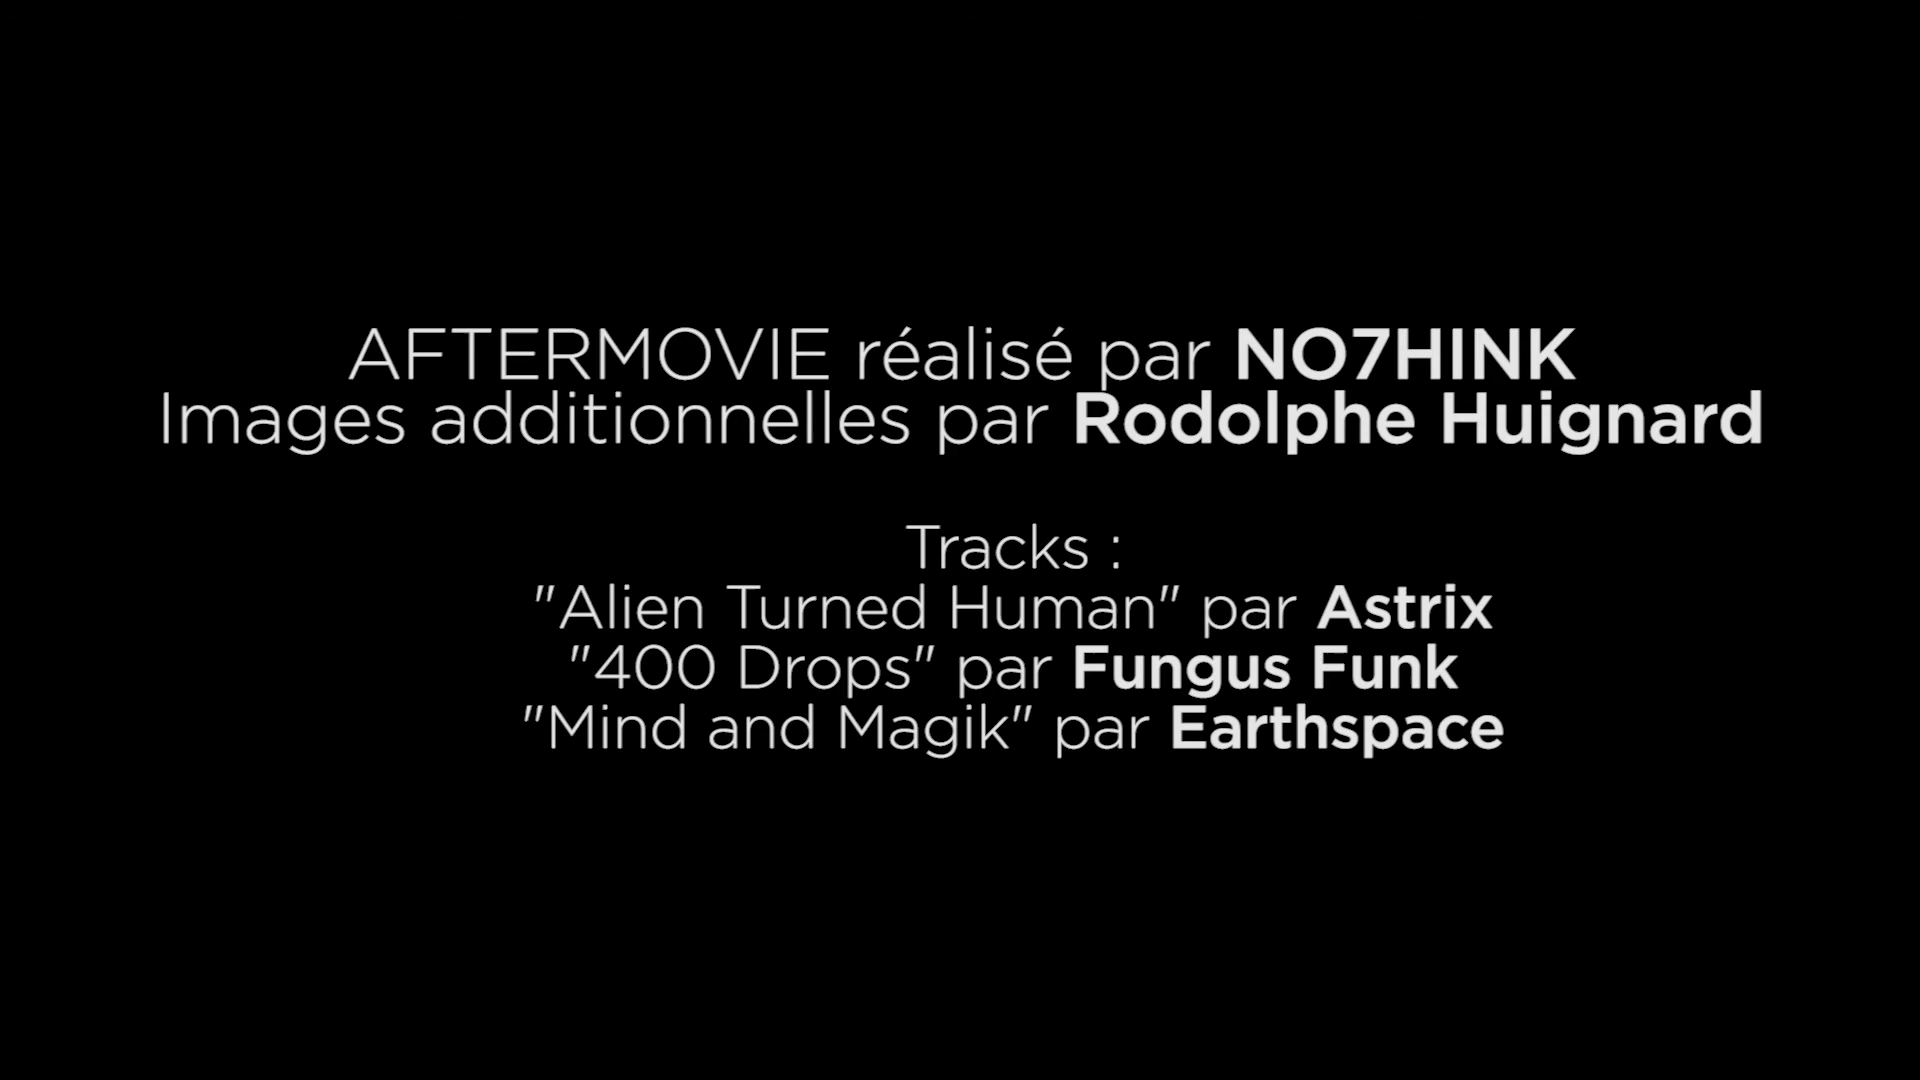 AFTERMOVIE réalisé par NO7HINK
Images additionnelles par Rodolphe Huignard
Tracks :
"Alien Turned Human" par Astrix
"400 Drops" par Fungus Funk
"Mind and Magik" par Earthspace